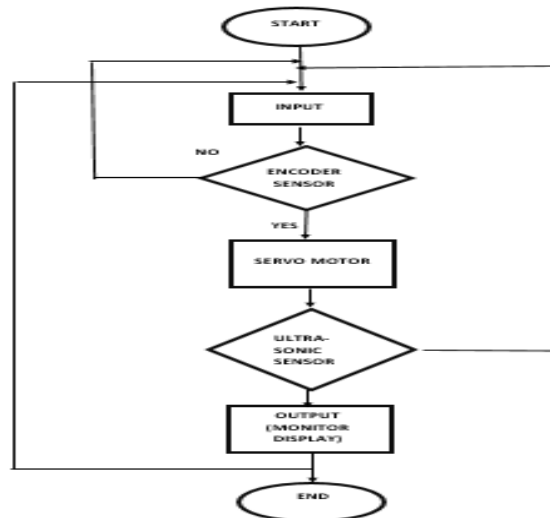 START
INPUT
NO
ENCODER
SENSOR
YES
SERVO MOTOR
ULTRA-
SONIC
SENSOR
OUTPUT
(MONITOR
DISPLAY)
END